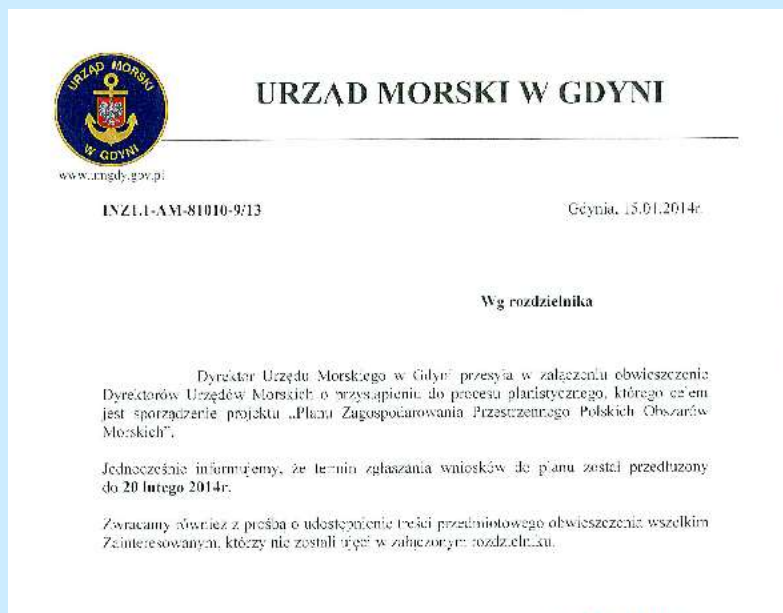 URZĄD MORSKI W GDYNI
URZĄD MORSKI W GDYNI
www.umgdy.gov.pl
INZ1.1-AM-81010-9/13 Gdynia, 15.01.2014r.
Wg rozdzielnika
Dyrektor Urzędu Morskiego w Gdyni przesyła w załączeniu obwieszczenie
Dyrektorów Urzędów Morskich o przystąpieniu do procesu planistycznego, którego celem
jest sporządzenie projektu „Planu Zagospodarowania Przestrzennego Polskich Obszarów
Morskich”.
Jednocześnie informujemy, że termin zgłaszania wniosków do planu został przedłużony
do 20 lutego 2014r.
Zwracamy również z prośba o udostępnienie treści przedmiotowego obwieszczenia wszelkim
Zainteresowanym, którzy nie zostali ujęci w załączonym rozdzielniku.